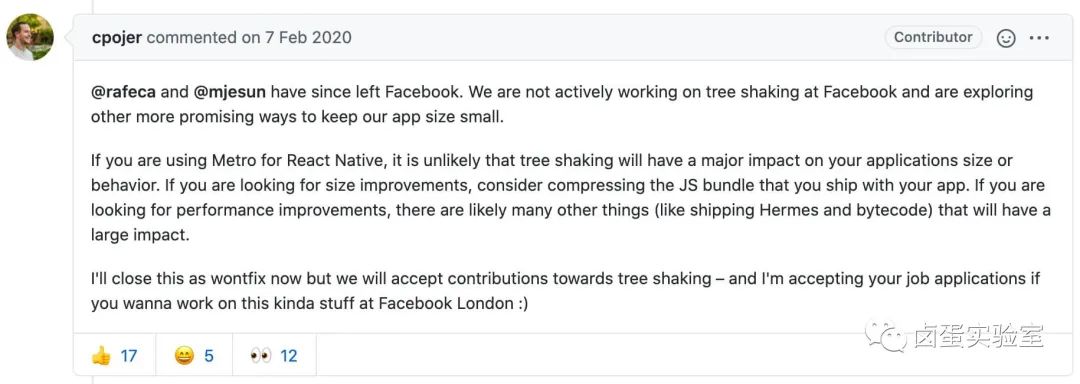 cpojer commented on 7 Feb 2020
Contributor
@rafeca and @mjesun have since left Facebook. We are not actively working on tree shaking at Facebook and are exploring
other more promising ways to keep our app size small.
If you are using Metro for React Native, it is unlikely that tree shaking will have a major impact on your applications size or
behavior. If you are looking for size improvements, consider compressing the JS bundle that you ship with your app. If you are
looking for performance improvements, there are likely many other things (like shipping Hermes and bytecode) that will have a
large impact.
I'll close this as wontfix now but we will accept contributions towards tree shaking – and I'm accepting your job applications if
you wanna work on this kinda stuff at Facebook London :)
17 5 12
卤蛋实验室